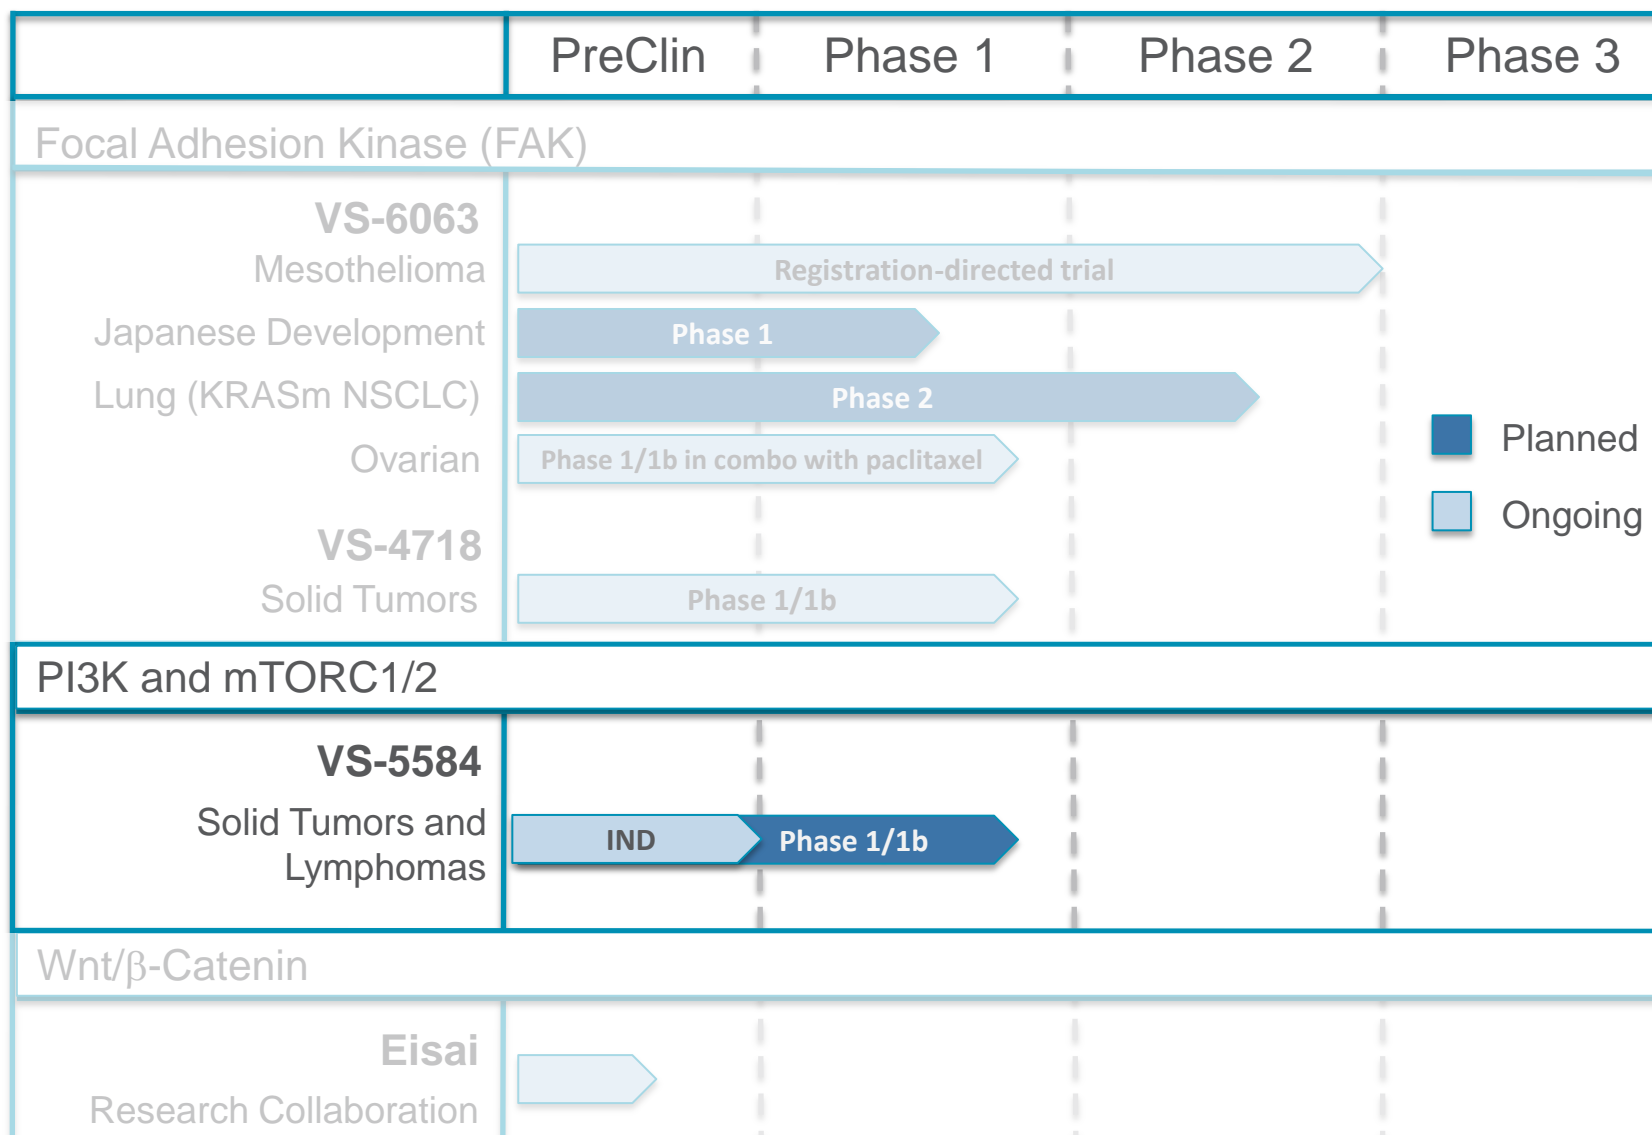 PreClin Phase 1 Phase 2 Phase 3
Focal Adhesion Kinase (FAK)
VS-6063
Mesothelioma Registration-directed trial
Japanese Development Phase 1
Lung (KRASm NSCLC) Phase 2
Planned
Ovarian Phase 1/1b in combo with paclitaxel
Ongoing
VS-4718
Solid Tumors Phase 1/1b
PI3K and mTORC1/2
VS-5584
Solid Tumors and
Lymphomas
IND Phase 1/1b
Wnt/β-Catenin
Eisai
Research Collaboration